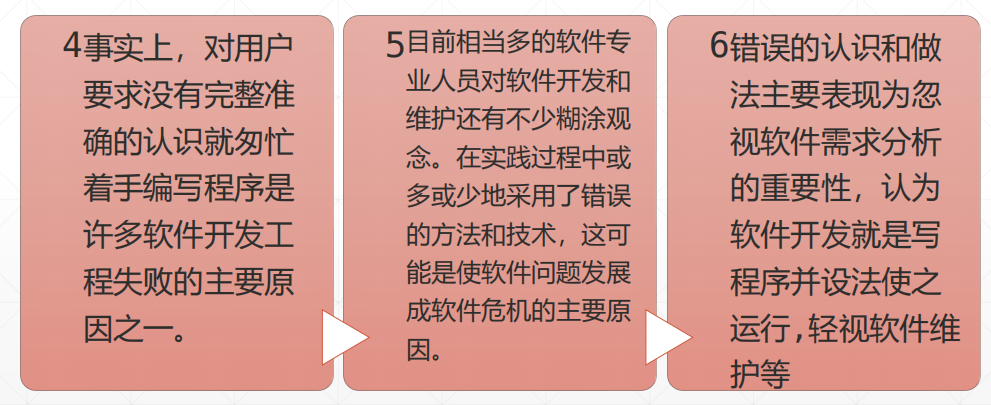 4事实上，对用户
要求没有完整准
确的认识就匆忙
着手编写程序是
许多软件开发工
程失败的主要原
因之一。
5目前相当多的软件专
业人员对软件开发和
维护还有不少糊涂观
念。在实践过程中或
多或少地采用了错误
的方法和技术，这可
能是使软件问题发展
成软件危机的主要原
因。
6错误的认识和做
法主要表现为忽
视软件需求分析
的重要性，认为
软件开发就是写
程序并设法使之
运行,轻视软件维
护等